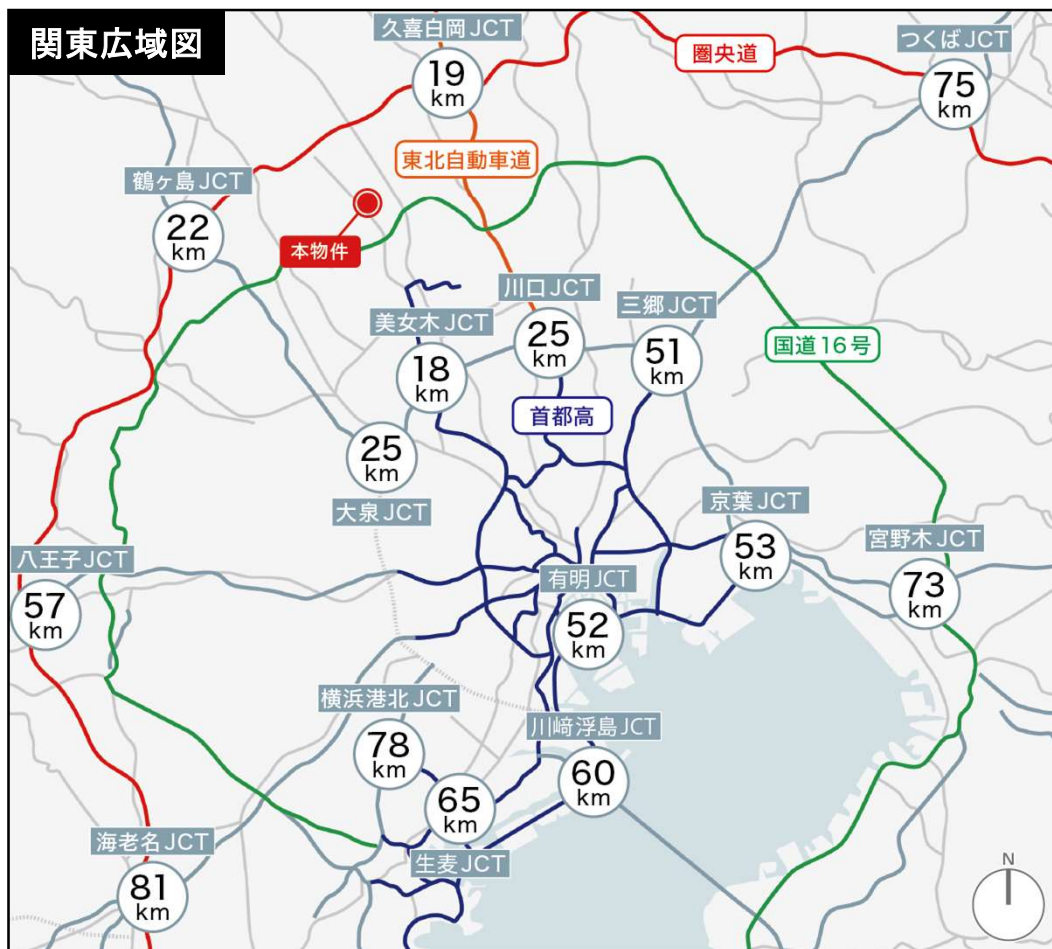 関東広域図
久喜白岡JCT
19
km
圏央道
つくばJCT
75
km
東北自動車道
鶴ヶ島JCT
22
km
本物件
川口JCT
25
km
三郷JCT
51
km
美女木JCT
18
km
国道16号
首都高
25
km
大泉JCT
京葉JCT
53
km
宮野木JCT
73
km
八王子JCT
57
km
有明JCT
52
km
横浜港北JCT
78
km
川﨑浮島JCT
60
km
65
km
生麦JCT
海老名JCT
81
km
N